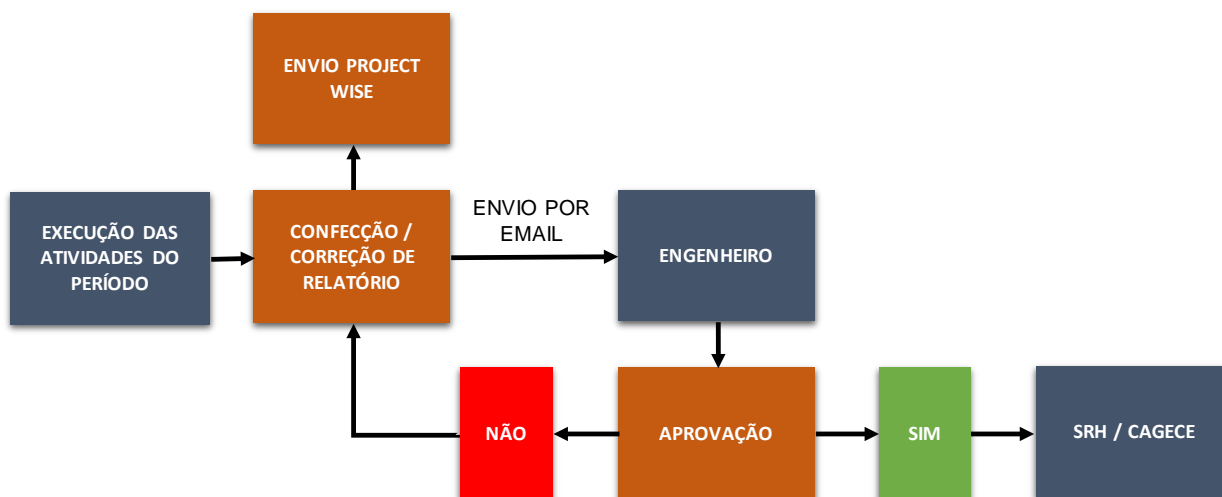 ENVIO PROJECT
WISE
EXECUÇÃO DAS
ATIVIDADES DO
PERÍODO
CONFECÇÃO /
CORREÇÃO DE
RELATÓRIO
ENVIO POR
EMAIL
ENGENHEIRO
NÃO
APROVAÇÃO
SIM
SRH / CAGECE